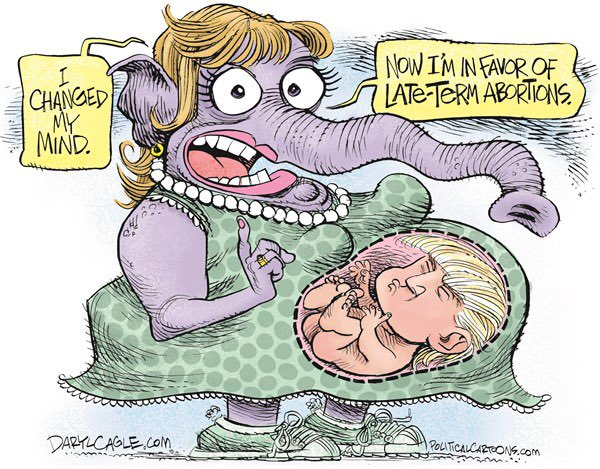 I
CHANGED
MY
MIND.
NOW I'M IN FAVOR OF
LATE-TERM ABORTIONS.
DARYLCAGLE.COM
POLITICALCARTOONS.COM